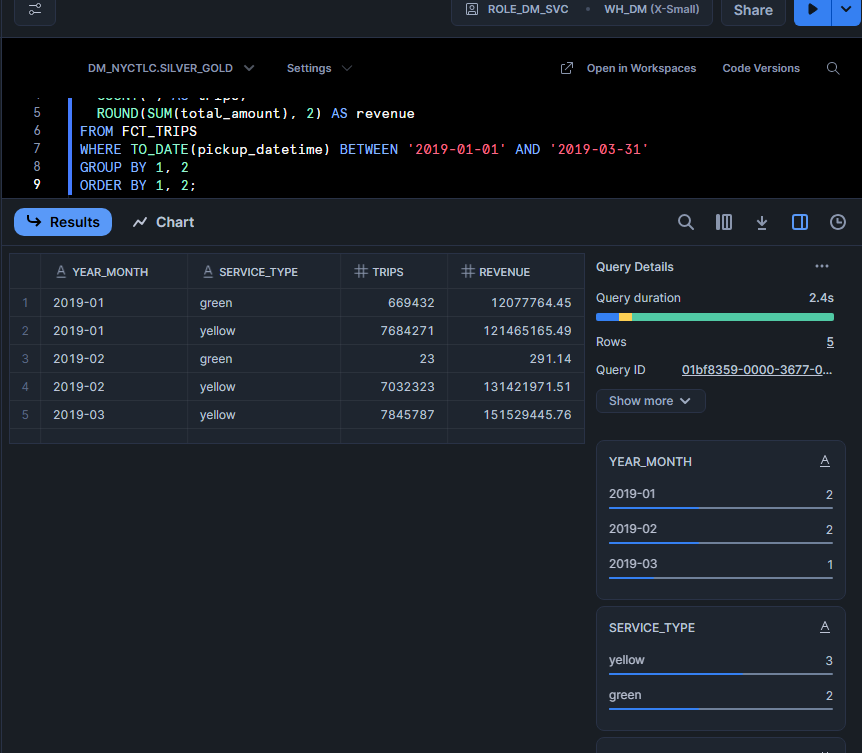 ROLE_DM_SVC • WH_DM (X-Small) Share
DM_NYCTLC.SILVER_GOLD Settings Open in Workspaces Code Versions
5 ROUND(SUM(total_amount), 2) AS revenue
6 FROM FCT_TRIPS
7 WHERE TO_DATE(pickup_datetime) BETWEEN '2019-01-01' AND '2019-03-31'
8 GROUP BY 1, 2
9 ORDER BY 1, 2;
Results Chart
A YEAR_MONTH A SERVICE_TYPE # TRIPS # REVENUE
1 2019-01 green 669432 12077764.45
2 2019-01 yellow 7684271 121465165.49
3 2019-02 green 23 291.14
4 2019-02 yellow 7032323 131421971.51
5 2019-03 yellow 7845787 151529445.76
Query Details ...
Query duration 2.4s
Rows 5
Query ID 01bf8359-0000-3677-0...
Show more
YEAR_MONTH A
2019-01 2
2019-02 2
2019-03 1
SERVICE_TYPE A
yellow 3
green 2